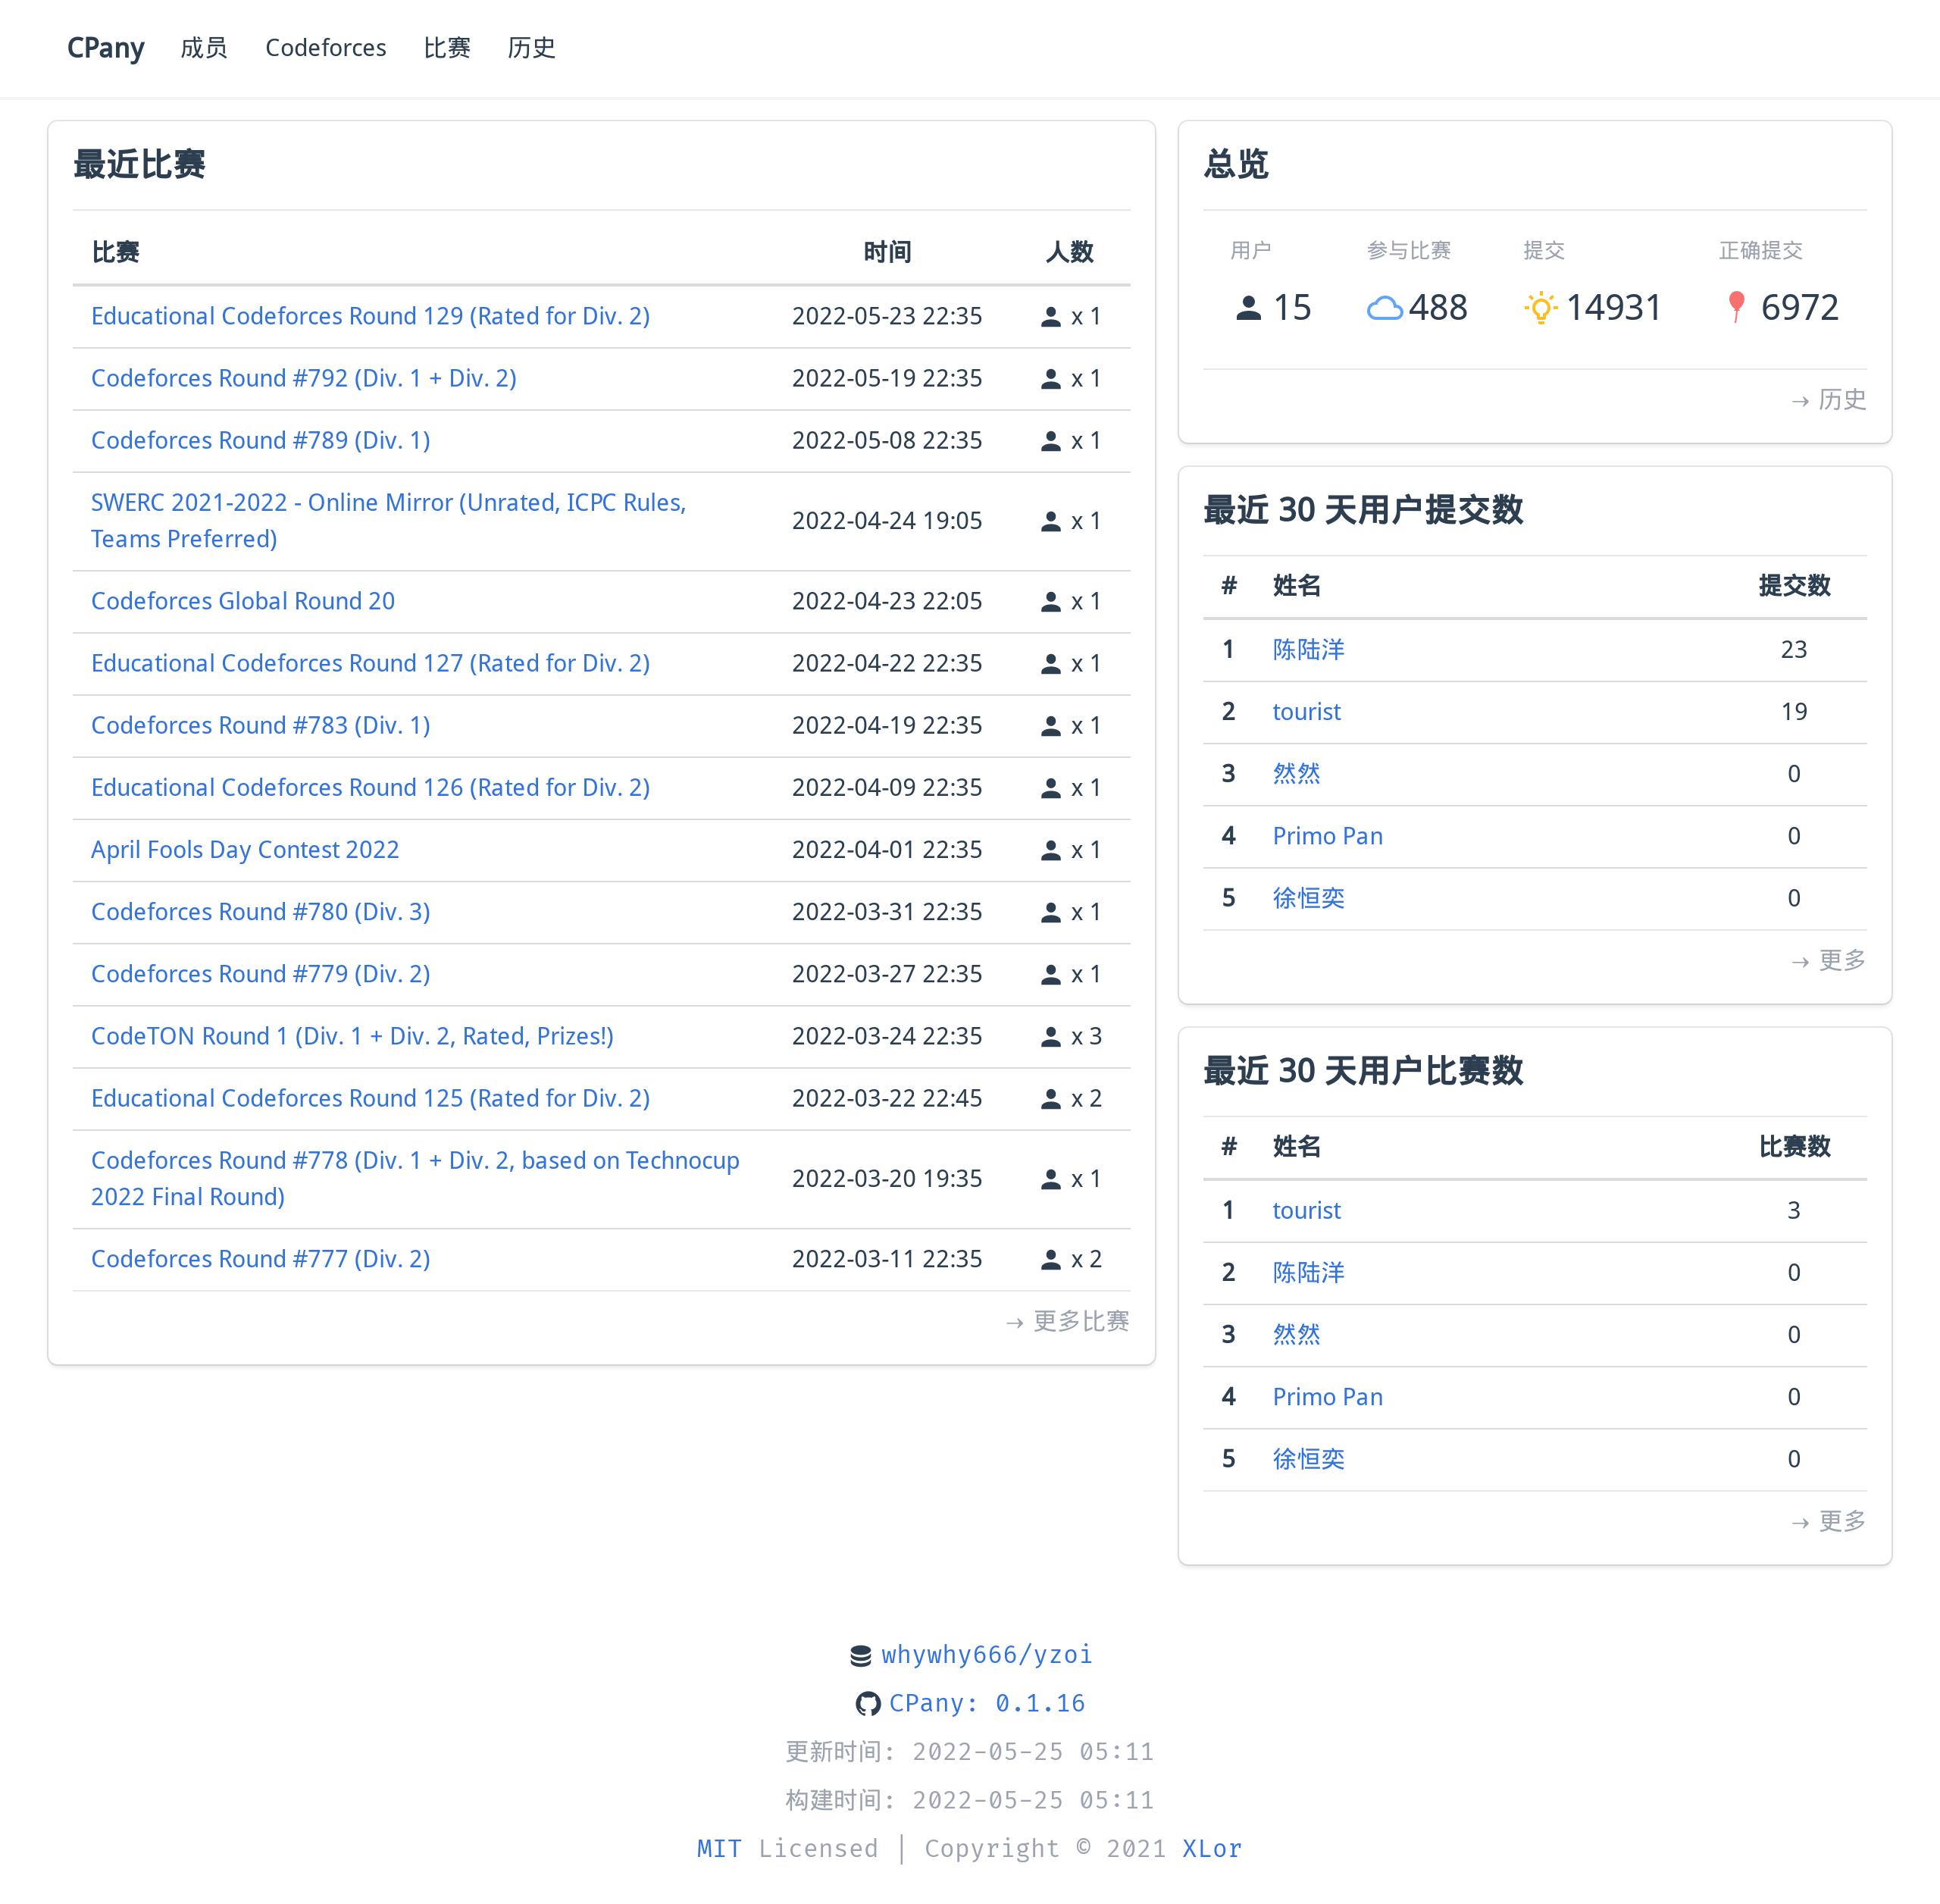 CPany 成员 Codeforces 比赛 历史
最近比赛
比赛 时间 人数
Educational Codeforces Round 129 (Rated for Div. 2) 2022-05-23 22:35 x 1
Codeforces Round #792 (Div. 1 + Div. 2) 2022-05-19 22:35 x 1
Codeforces Round #789 (Div. 1) 2022-05-08 22:35 x 1
SWERC 2021-2022 - Online Mirror (Unrated, ICPC Rules,
Teams Preferred) 2022-04-24 19:05 x 1
Codeforces Global Round 20 2022-04-23 22:05 x 1
Educational Codeforces Round 127 (Rated for Div. 2) 2022-04-22 22:35 x 1
Codeforces Round #783 (Div. 1) 2022-04-19 22:35 x 1
Educational Codeforces Round 126 (Rated for Div. 2) 2022-04-09 22:35 x 1
April Fools Day Contest 2022 2022-04-01 22:35 x 1
Codeforces Round #780 (Div. 3) 2022-03-31 22:35 x 1
Codeforces Round #779 (Div. 2) 2022-03-27 22:35 x 1
CodeTON Round 1 (Div. 1 + Div. 2, Rated, Prizes!) 2022-03-24 22:35 x 3
Educational Codeforces Round 125 (Rated for Div. 2) 2022-03-22 22:45 x 2
Codeforces Round #778 (Div. 1 + Div. 2, based on Technocup
2022 Final Round) 2022-03-20 19:35 x 1
Codeforces Round #777 (Div. 2) 2022-03-11 22:35 x 2
→ 更多比赛
总览
用户 参与比赛 提交 正确提交
15 488 14931 6972
→ 历史
最近 30 天用户提交数
# 姓名 提交数
1 陈陆洋 23
2 tourist 19
3 然然 0
4 Primo Pan 0
5 徐恒奕 0
→ 更多
最近 30 天用户比赛数
# 姓名 比赛数
1 tourist 3
2 陈陆洋 0
3 然然 0
4 Primo Pan 0
5 徐恒奕 0
→ 更多
whywhy666/yzoi
CPany: 0.1.16
更新时间: 2022-05-25 05:11
构建时间: 2022-05-25 05:11
MIT Licensed | Copyright © 2021 XLor